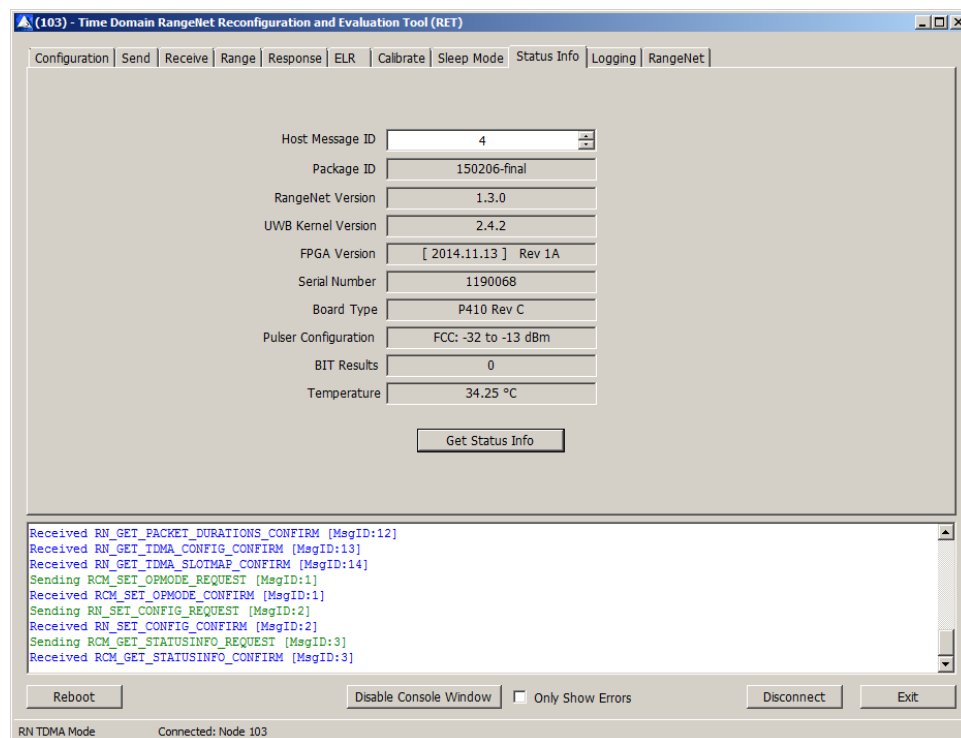 (103) - Time Domain RangeNet Reconfiguration and Evaluation Tool (RET)
Configuration Send Receive Range Response ELR Calibrate Sleep Mode Status Info Logging RangeNet
Host Message ID 4
Package ID 150206-final
RangeNet Version 1.3.0
UWB Kernel Version 2.4.2
FPGA Version [ 2014.11.13 ] Rev 1A
Serial Number 1190068
Board Type P410 Rev C
Pulser Configuration FCC: -32 to -13 dBm
BIT Results 0
Temperature 34.25 °C
Get Status Info
Received RN_GET_PACKET_DURATIONS_CONFIRM [MsgID:12]
Received RN_GET_TDMA_CONFIG_CONFIRM [MsgID:13]
Received RN_GET_TDMA_SLOTMAP_CONFIRM [MsgID:14]
Sending RCM_SET_OPMODE_REQUEST [MsgID:1]
Received RCM_SET_OPMODE_CONFIRM [MsgID:1]
Sending RN_SET_CONFIG_REQUEST [MsgID:2]
Received RN_SET_CONFIG_CONFIRM [MsgID:2]
Sending RCM_GET_STATUSINFO_REQUEST [MsgID:3]
Received RCM_GET_STATUSINFO_CONFIRM [MsgID:3]
Reboot Disable Console Window Only Show Errors Disconnect Exit
RN TDMA Mode Connected: Node 103